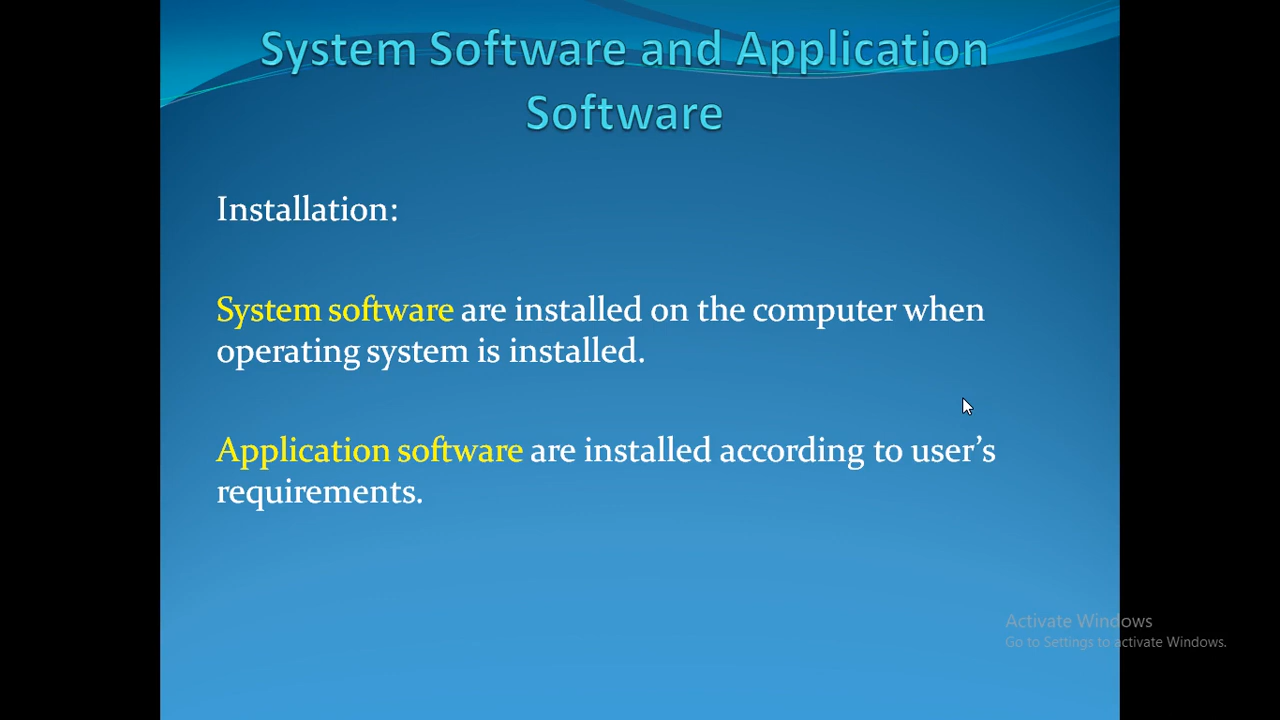 System Software and Application
Software
Installation:
System software are installed on the computer when
operating system is installed.
Application software are installed according to user’s
requirements.
Activate Windows
Go to Settings to activate Windows.